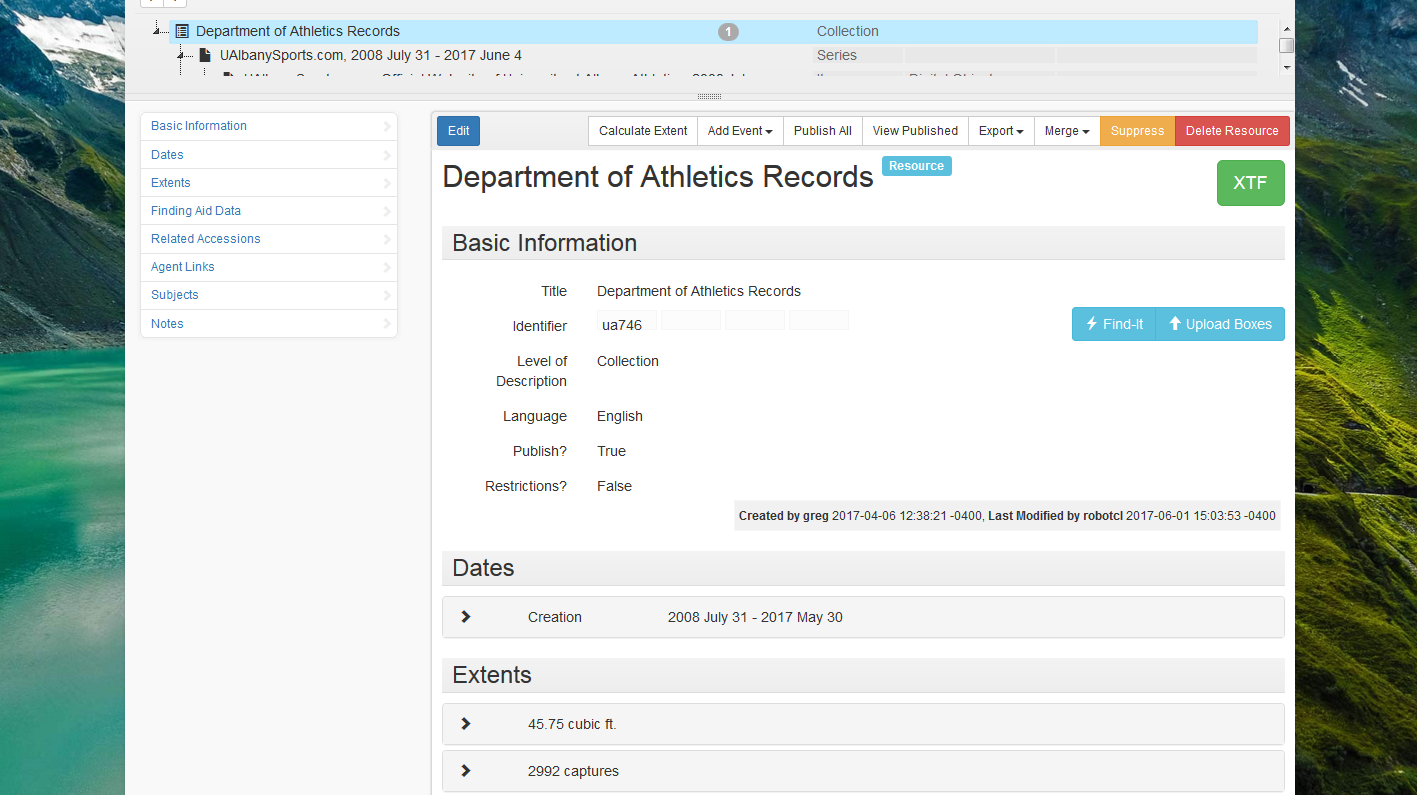 Department of Athletics Records 1 Collection
UAlbanySports.com, 2008 July 31 - 2017 June 4 Series
Basic Information
Dates
Extents
Finding Aid Data
Related Accessions
Agent Links
Subjects
Notes
Edit Calculate Extent Add Event Publish All View Published Export Merge Suppress Delete Resource
Department of Athletics Records Resource
XTF
Basic Information
Title Department of Athletics Records
Identifier ua746 Find-It Upload Boxes
Level of Description Collection
Language English
Publish? True
Restrictions? False
Created by greg 2017-04-06 12:38:21 -0400, Last Modified by robotcl 2017-06-01 15:03:53 -0400
Dates
Creation 2008 July 31 - 2017 May 30
Extents
45.75 cubic ft.
2992 captures